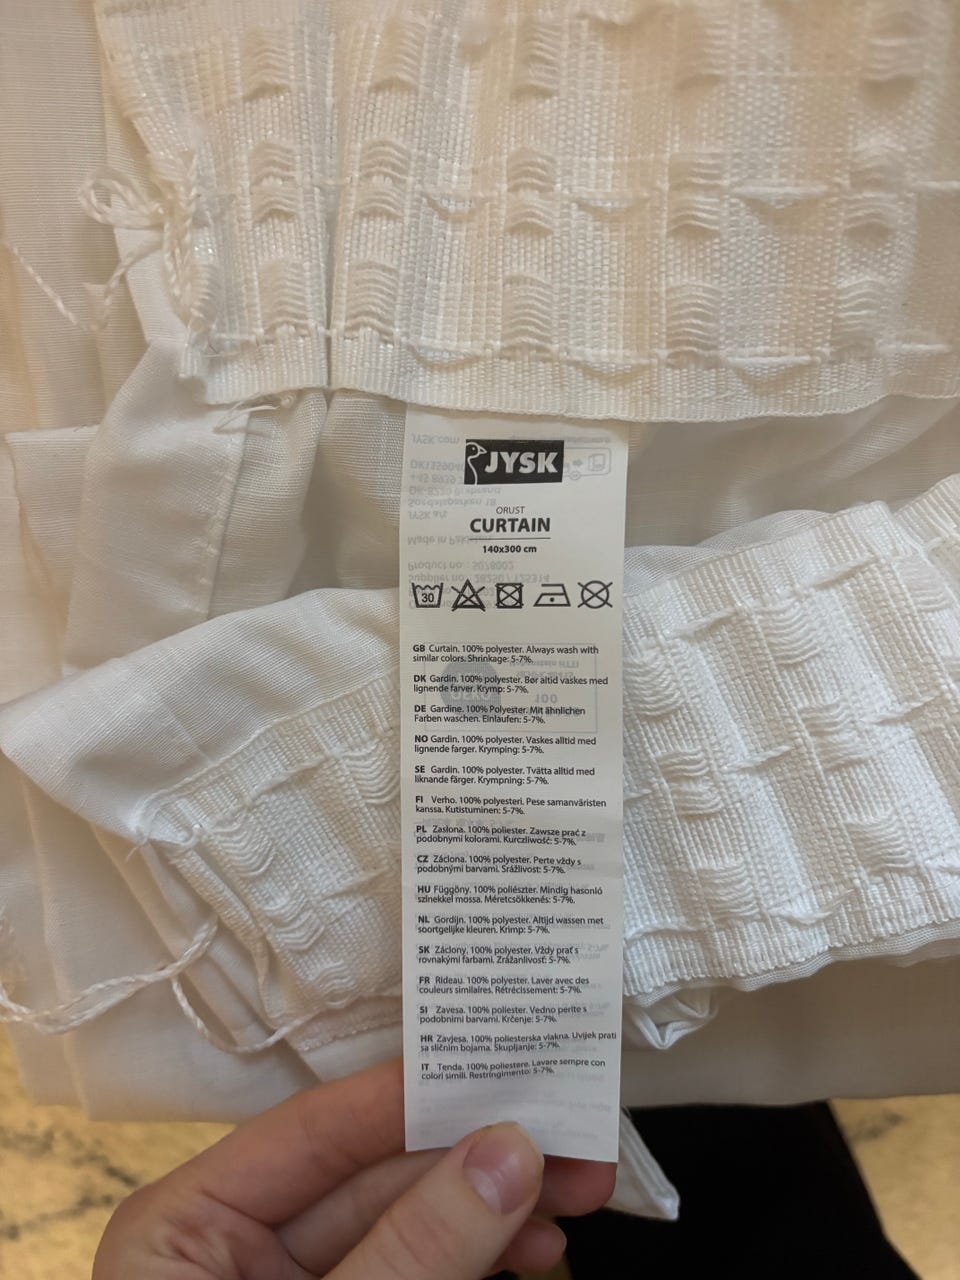 JYSK
ORUST
CURTAIN
140x300 cm
30
GB Curtain. 100% polyester. Always wash with
similar colors. Shrinkage: 5-7%.
DK Gardin. 100% polyester. Bør altid vaskes med
lignende farver. Krymp: 5-7%.
DE Gardine. 100% Polyester. Mit ähnlichen
Farben waschen. Einlaufen: 5-7%.
NO Gardin. 100% polyester. Vaskes alltid med
lignende farger. Krymping: 5-7%.
SE Gardin. 100% polyester. Tvätta alltid med
liknande färger. Krympning: 5-7%.
FI Verho. 100% polyesteri. Pese samanväristen
kanssa. Kutistuminen: 5-7%.
PL Zasłona. 100% poliester. Zawsze prać z
podobnymi kolorami. Kurczliwość: 5-7%.
CZ Záclona. 100% polyester. Perte vždy s
podobnými barvami. Srážlivost: 5-7%.
HU Függöny. 100% poliészter. Mindig hasonló
színekkel mossa. Méretcsökkenés: 5-7%.
NL Gordijn. 100% polyester. Altijd wassen met
soortgelijke kleuren. Krimp: 5-7%.
SK Záclony. 100% polyester. Vždy prať s
rovnakými farbami. Zrážanlivosť: 5-7%.
FR Rideau. 100% polyester. Laver avec des
couleurs similaires. Rétrécissement: 5-7%.
SI Zavesa. 100% polyester. Vedno perite s
podobnimi barvami. Krčenje: 5-7%.
HR Zavjesa. 100% poliesterska vlakna. Uvijek prati
sa sličnim bojama. Skupljanje: 5-7%.
IT Tenda. 100% poliestere. Lavare sempre con
colori simili. Restringimento: 5-7%.